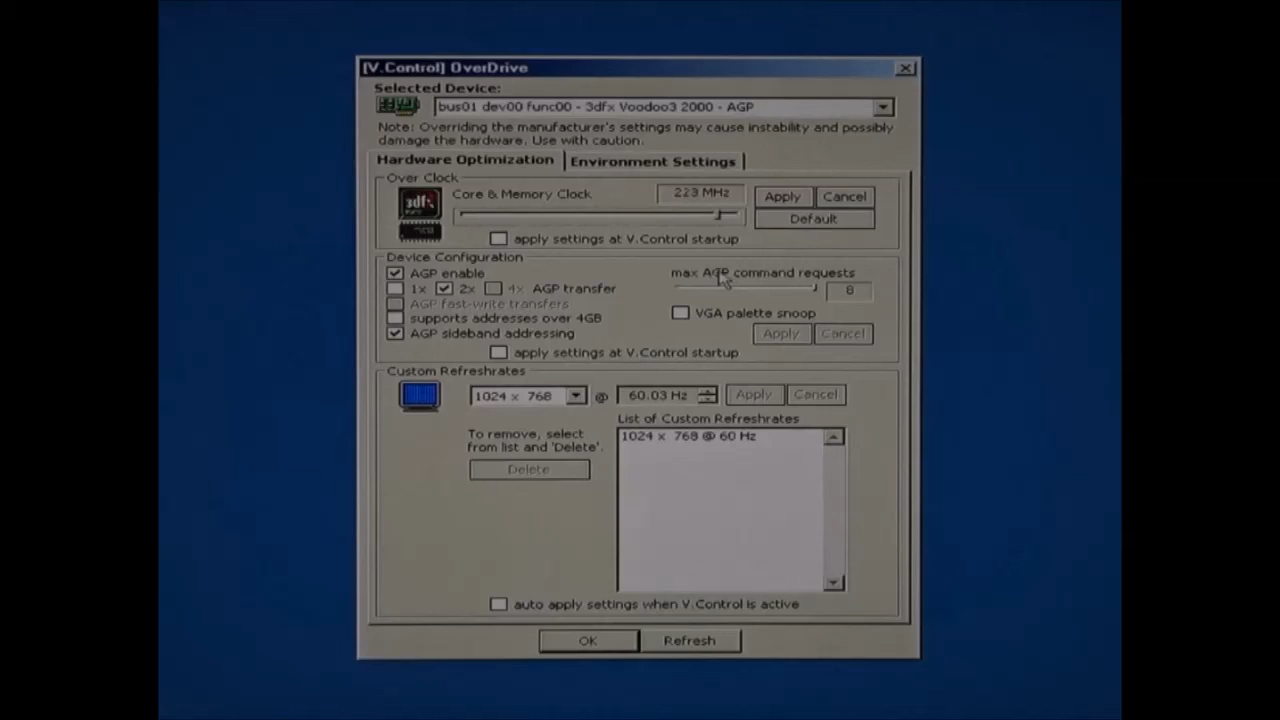 [V.Control] OverDrive
Selected Device:
bus01 dev00 func00 - 3dfx Voodoo3 2000 - AGP
Note: Overriding the manufacturer's settings may cause instability and possibly
damage the hardware. Use with caution.
Hardware Optimization Environment Settings
Over Clock
3dfx
Core & Memory Clock 223 MHz Apply Cancel
Default
apply settings at V.Control startup
Device Configuration
AGP enable max AGP command requests
1x 2x 4x AGP transfer 8
AGP fast-write transfers
supports addresses over 4GB VGA palette snoop
AGP sideband addressing Apply Cancel
apply settings at V.Control startup
Custom Refreshrates
1024 x 768 @ 60.03 Hz Apply Cancel
List of Custom Refreshrates
To remove, select
from list and 'Delete'.
1024 x 768 @ 60 Hz
Delete
auto apply settings when V.Control is active
OK Refresh